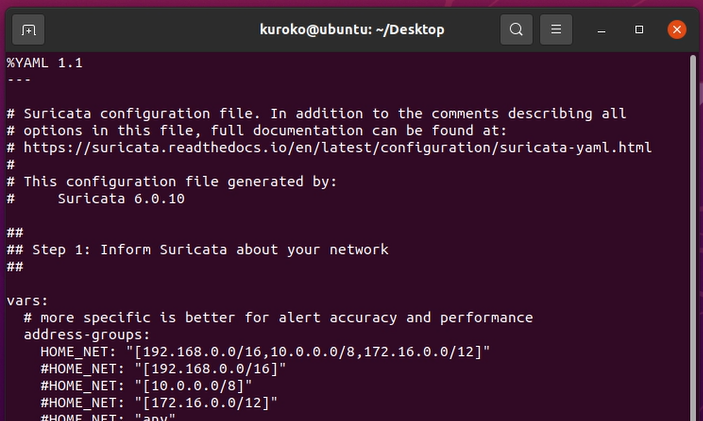 kuroko@ubuntu: ~/Desktop
%YAML 1.1
---
# Suricata configuration file. In addition to the comments describing all
# options in this file, full documentation can be found at:
# https://suricata.readthedocs.io/en/latest/configuration/suricata-yaml.html
#
# This configuration file generated by:
#     Suricata 6.0.10
##
## Step 1: Inform Suricata about your network
##
vars:
  # more specific is better for alert accuracy and performance
  address-groups:
    HOME_NET: "[192.168.0.0/16,10.0.0.0/8,172.16.0.0/12]"
    #HOME_NET: "[192.168.0.0/16]"
    #HOME_NET: "[10.0.0.0/8]"
    #HOME_NET: "[172.16.0.0/12]"
    #HOME_NET: "any"